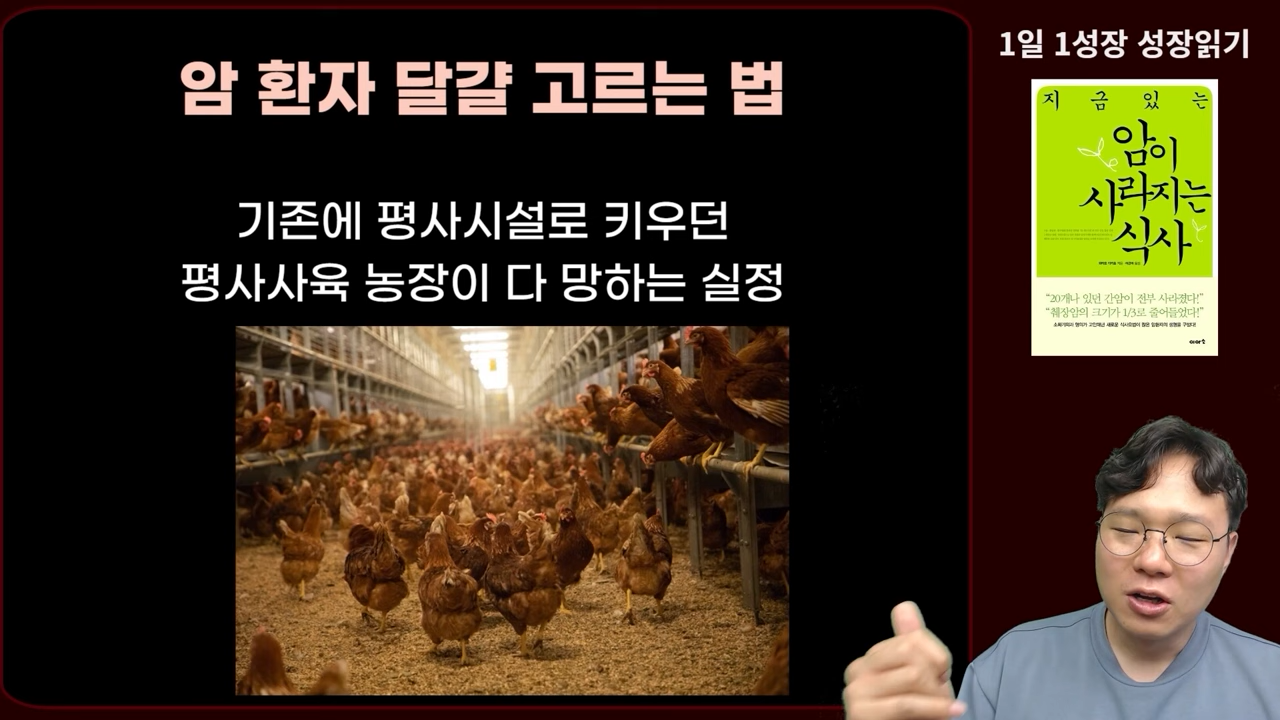 암 환자 달걀 고르는 법
기존에 평사시설로 키우던
평사사육 농장이 다 망하는 실정
1일 1성장 성장읽기
지금있는
암이
사라지는
식사
“20개나 있던 간암이 전부 사라졌다!”
“췌장암의 크기가 1/3로 줄어들었다!”